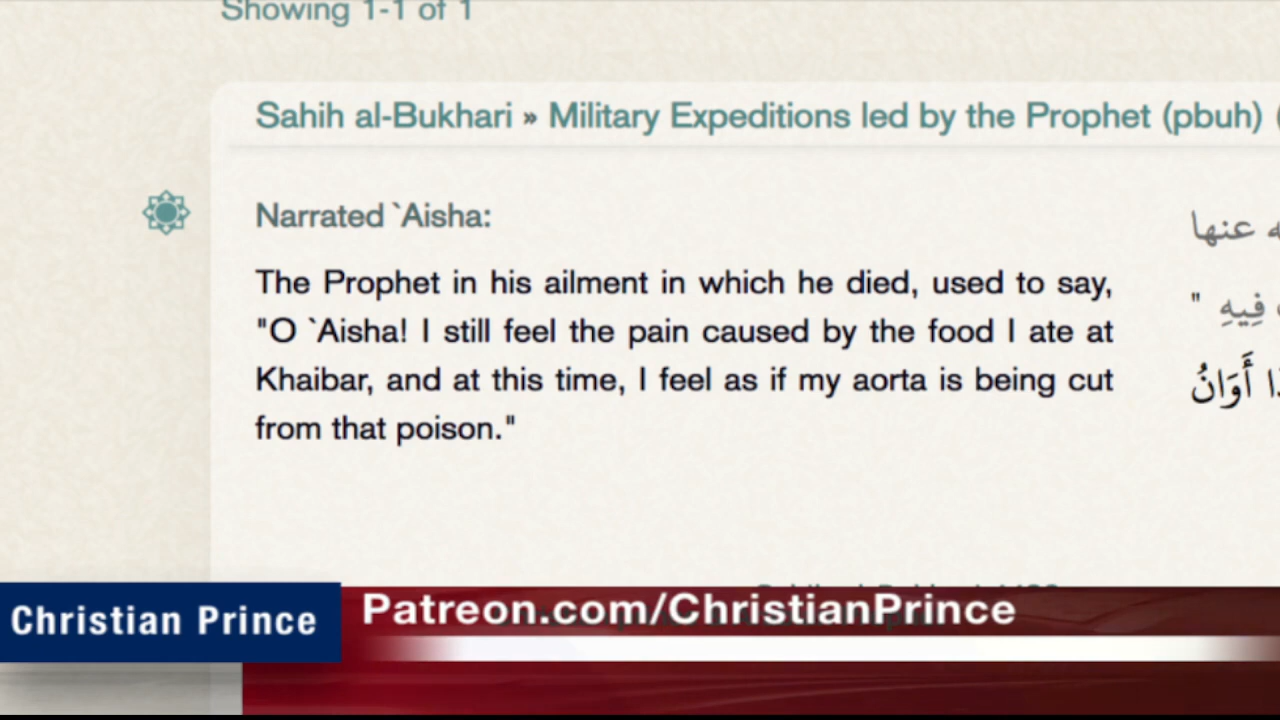 Showing 1-1 of 1
Sahih al-Bukhari » Military Expeditions led by the Prophet (pbuh) (
Narrated `Aisha:
The Prophet in his ailment in which he died, used to say,
"O `Aisha! I still feel the pain caused by the food I ate at
Khaibar, and at this time, I feel as if my aorta is being cut
from that poison."
عنها
فِيهِ "
أَوَانُ
Christian Prince
Patreon.com/ChristianPrince